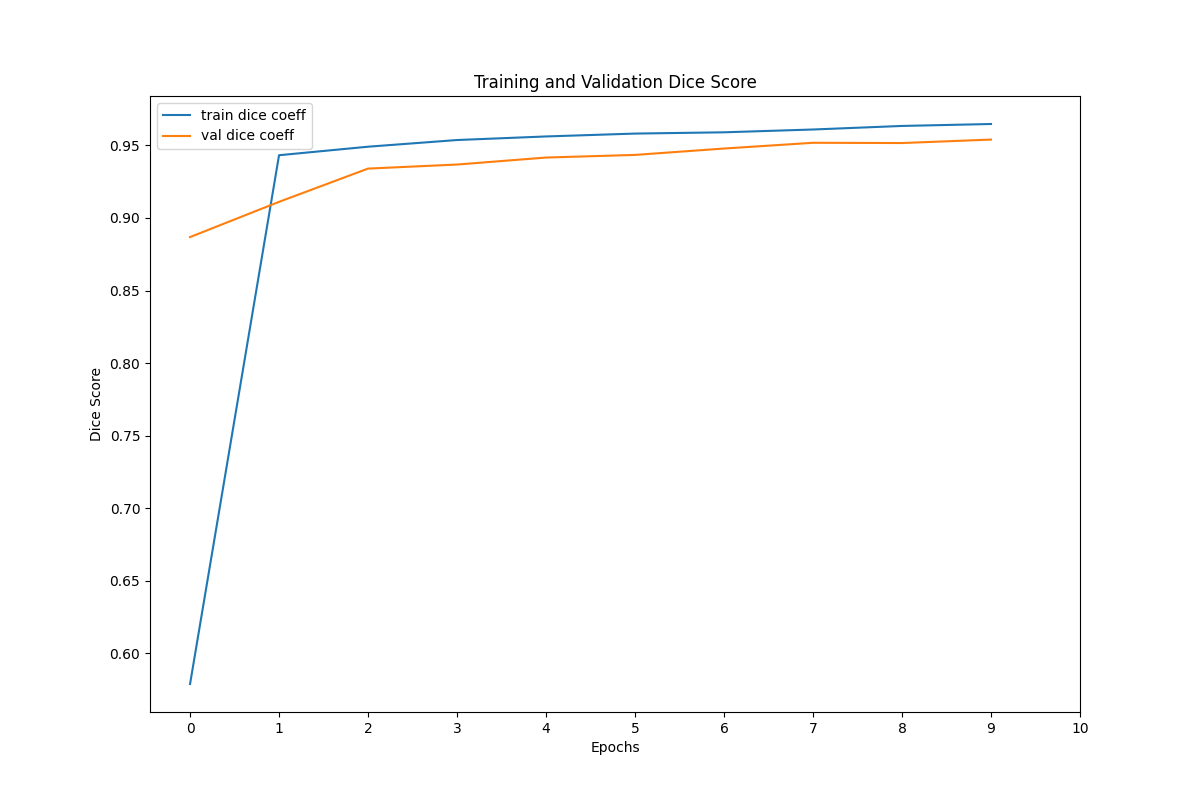 Training and Validation Dice Score
train dice coeff
val dice coeff
0.95
0.90
0.85
0.80
0.75
0.70
0.65
0.60
Dice Score
0 1 2 3 4 5 6 7 8 9 10
Epochs